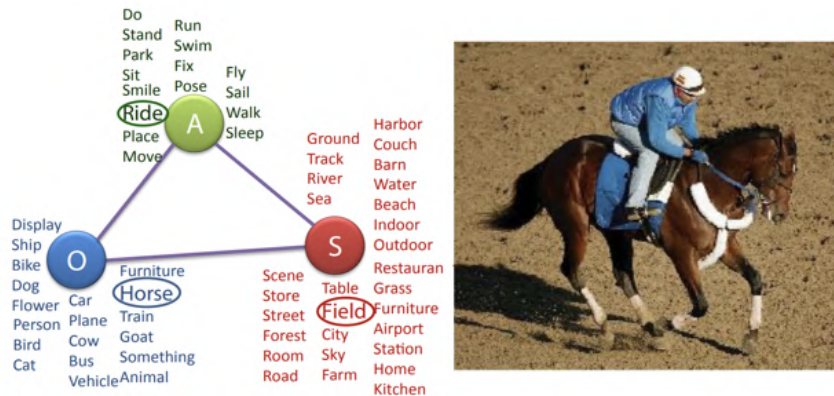 Do
Stand
Park
Sit
Smile
Ride
Place
Move
Run
Swim
Fix
Pose
Fly
Sail
Walk
Sleep
A
Ground
Track
River
Sea
Harbor
Couch
Barn
Water
Beach
Indoor
Outdoor
Restauran
Grass
Furniture
Airport
Station
Home
Kitchen
S
Scene
Store
Street
Forest
Room
Road
Table
Field
City
Sky
Farm
O
Display
Ship
Bike
Dog
Flower
Person
Bird
Cat
Car
Plane
Cow
Bus
Vehicle
Furniture
Horse
Train
Goat
Something
Animal